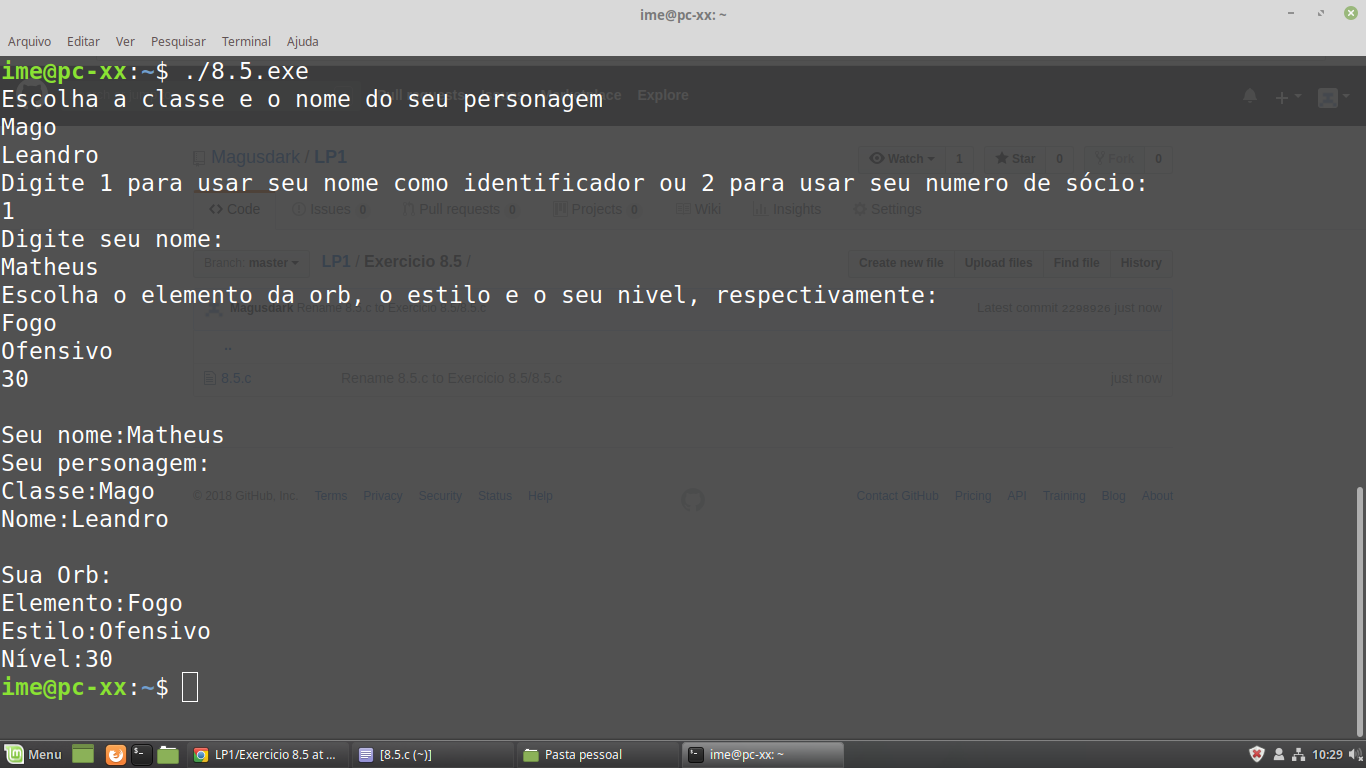 ime@pc-xx: ~
Arquivo Editar Ver Pesquisar Terminal Ajuda
ime@pc-xx:~$ ./8.5.exe
Pull requests Issues Marketplace Explore
Escolha a classe e o nome do seu personagem
Mago
Leandro
Magusdark / LP1 Watch 1 Star 0 Fork 0
Digite 1 para usar seu nome como identificador ou 2 para usar seu numero de sócio:
1
Code Issues 0 Pull requests 0 Projects 0 Wiki Insights Settings
Digite seu nome:
Matheus
Branch: master LP1 / Exercicio 8.5 / Create new file Upload files Find file History
Escolha o elemento da orb, o estilo e o seu nivel, respectivamente:
Magusdark Rename 8.5.c to Exercicio 8.5/8.5.c Latest commit 2298926 just now
Fogo
Ofensivo
..
30
8.5.c Rename 8.5.c to Exercicio 8.5/8.5.c just now
Seu nome:Matheus
Seu personagem:
Classe:Mago
© 2018 GitHub, Inc. Terms Privacy Security Status Help Contact GitHub Pricing API Training Blog About
Nome:Leandro
Sua Orb:
Elemento:Fogo
Estilo:Ofensivo
Nível:30
ime@pc-xx:~$
Menu LP1/Exercicio 8.5 at ... [8.5.c (~)] Pasta pessoal ime@pc-xx: ~ 10:29